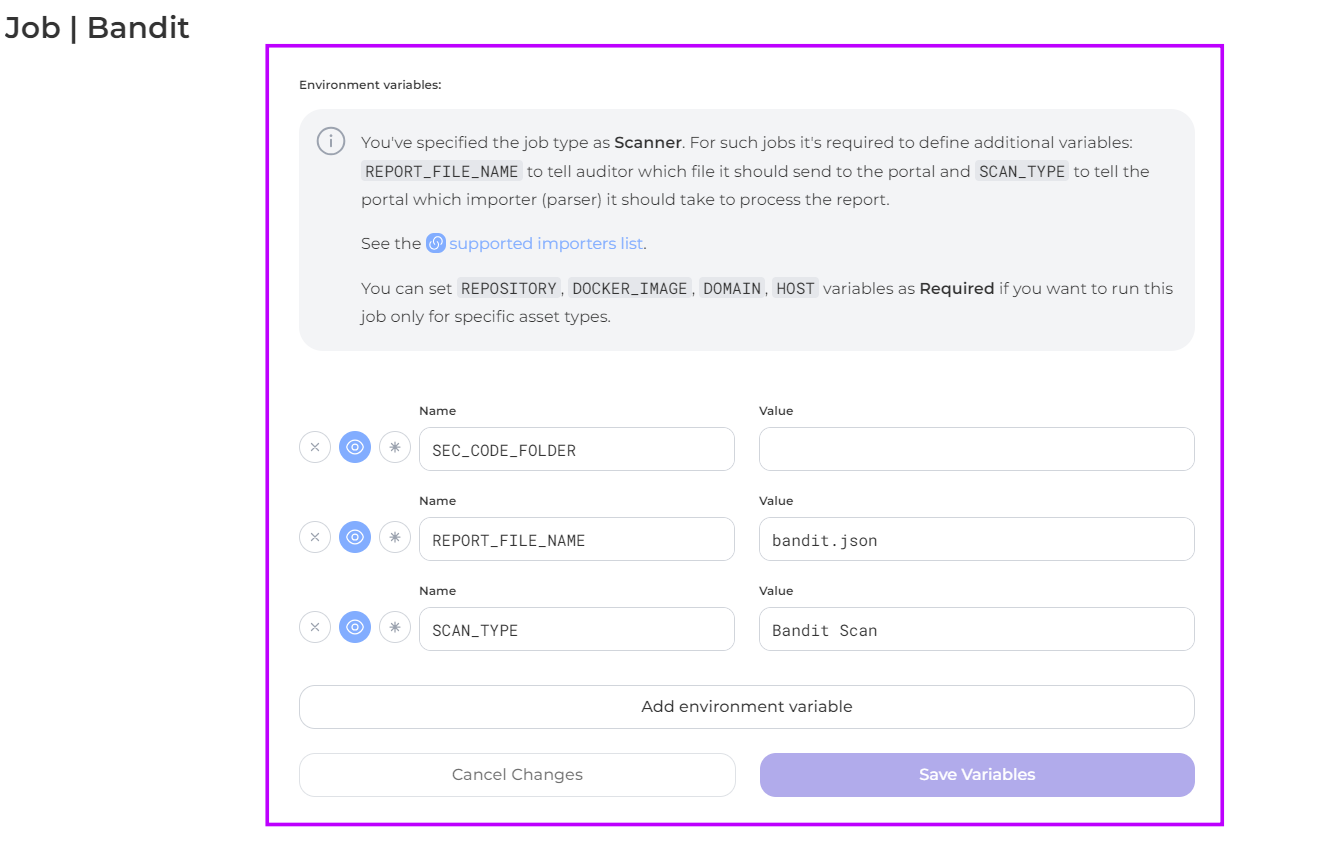 Job | Bandit
Environment variables:
You've specified the job type as Scanner. For such jobs it's required to define additional variables:
REPORT_FILE_NAME to tell auditor which file it should send to the portal and SCAN_TYPE to tell the
portal which importer (parser) it should take to process the report.
See the supported importers list.
You can set REPOSITORY, DOCKER_IMAGE, DOMAIN, HOST variables as Required if you want to run this
job only for specific asset types.
Name Value
SEC_CODE_FOLDER
Name Value
REPORT_FILE_NAME bandit.json
Name Value
SCAN_TYPE Bandit Scan
Add environment variable
Cancel Changes Save Variables